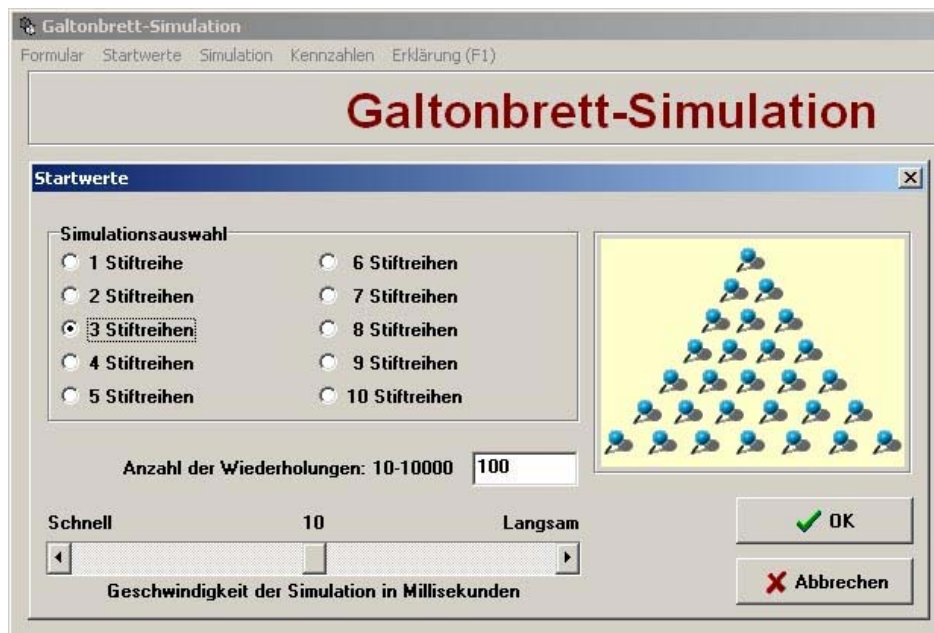 Galtonbrett-Simulation
Formular Startwerte Simulation Kennzahlen Erklärung (F1)
Galtonbrett-Simulation
Startwerte
Simulationsauswahl
1 Stiftreihe
2 Stiftreihen
3 Stiftreihen
4 Stiftreihen
5 Stiftreihen
6 Stiftreihen
7 Stiftreihen
8 Stiftreihen
9 Stiftreihen
10 Stiftreihen
Anzahl der Wiederholungen: 10-10000 100
Schnell 10 Langsam
Geschwindigkeit der Simulation in Millisekunden
OK
Abbrechen